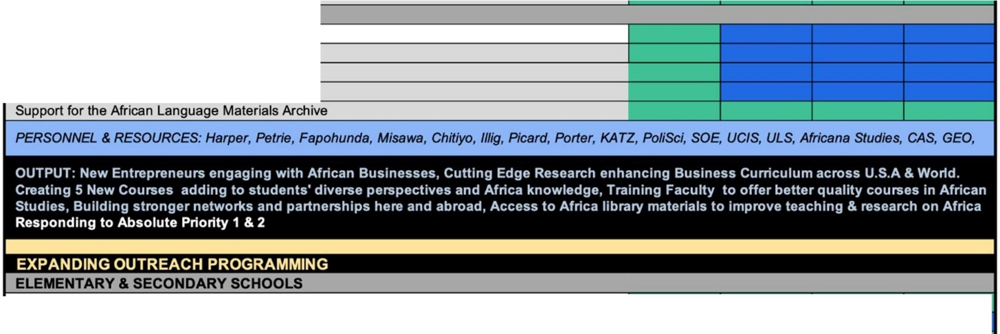 Support for the African Language Materials Archive
PERSONNEL & RESOURCES: Harper, Petrie, Fapohunda, Misawa, Chitiyo, Illig, Picard, Porter, KATZ, PoliSci, SOE, UCIS, ULS, Africana Studies, CAS, GEO,
OUTPUT: New Entrepreneurs engaging with African Businesses, Cutting Edge Research enhancing Business Curriculum across U.S.A & World.
Creating 5 New Courses adding to students' diverse perspectives and Africa knowledge, Training Faculty to offer better quality courses in African
Studies, Building stronger networks and partnerships here and abroad, Access to Africa library materials to improve teaching & research on Africa
Responding to Absolute Priority 1 & 2
EXPANDING OUTREACH PROGRAMMING
ELEMENTARY & SECONDARY SCHOOLS